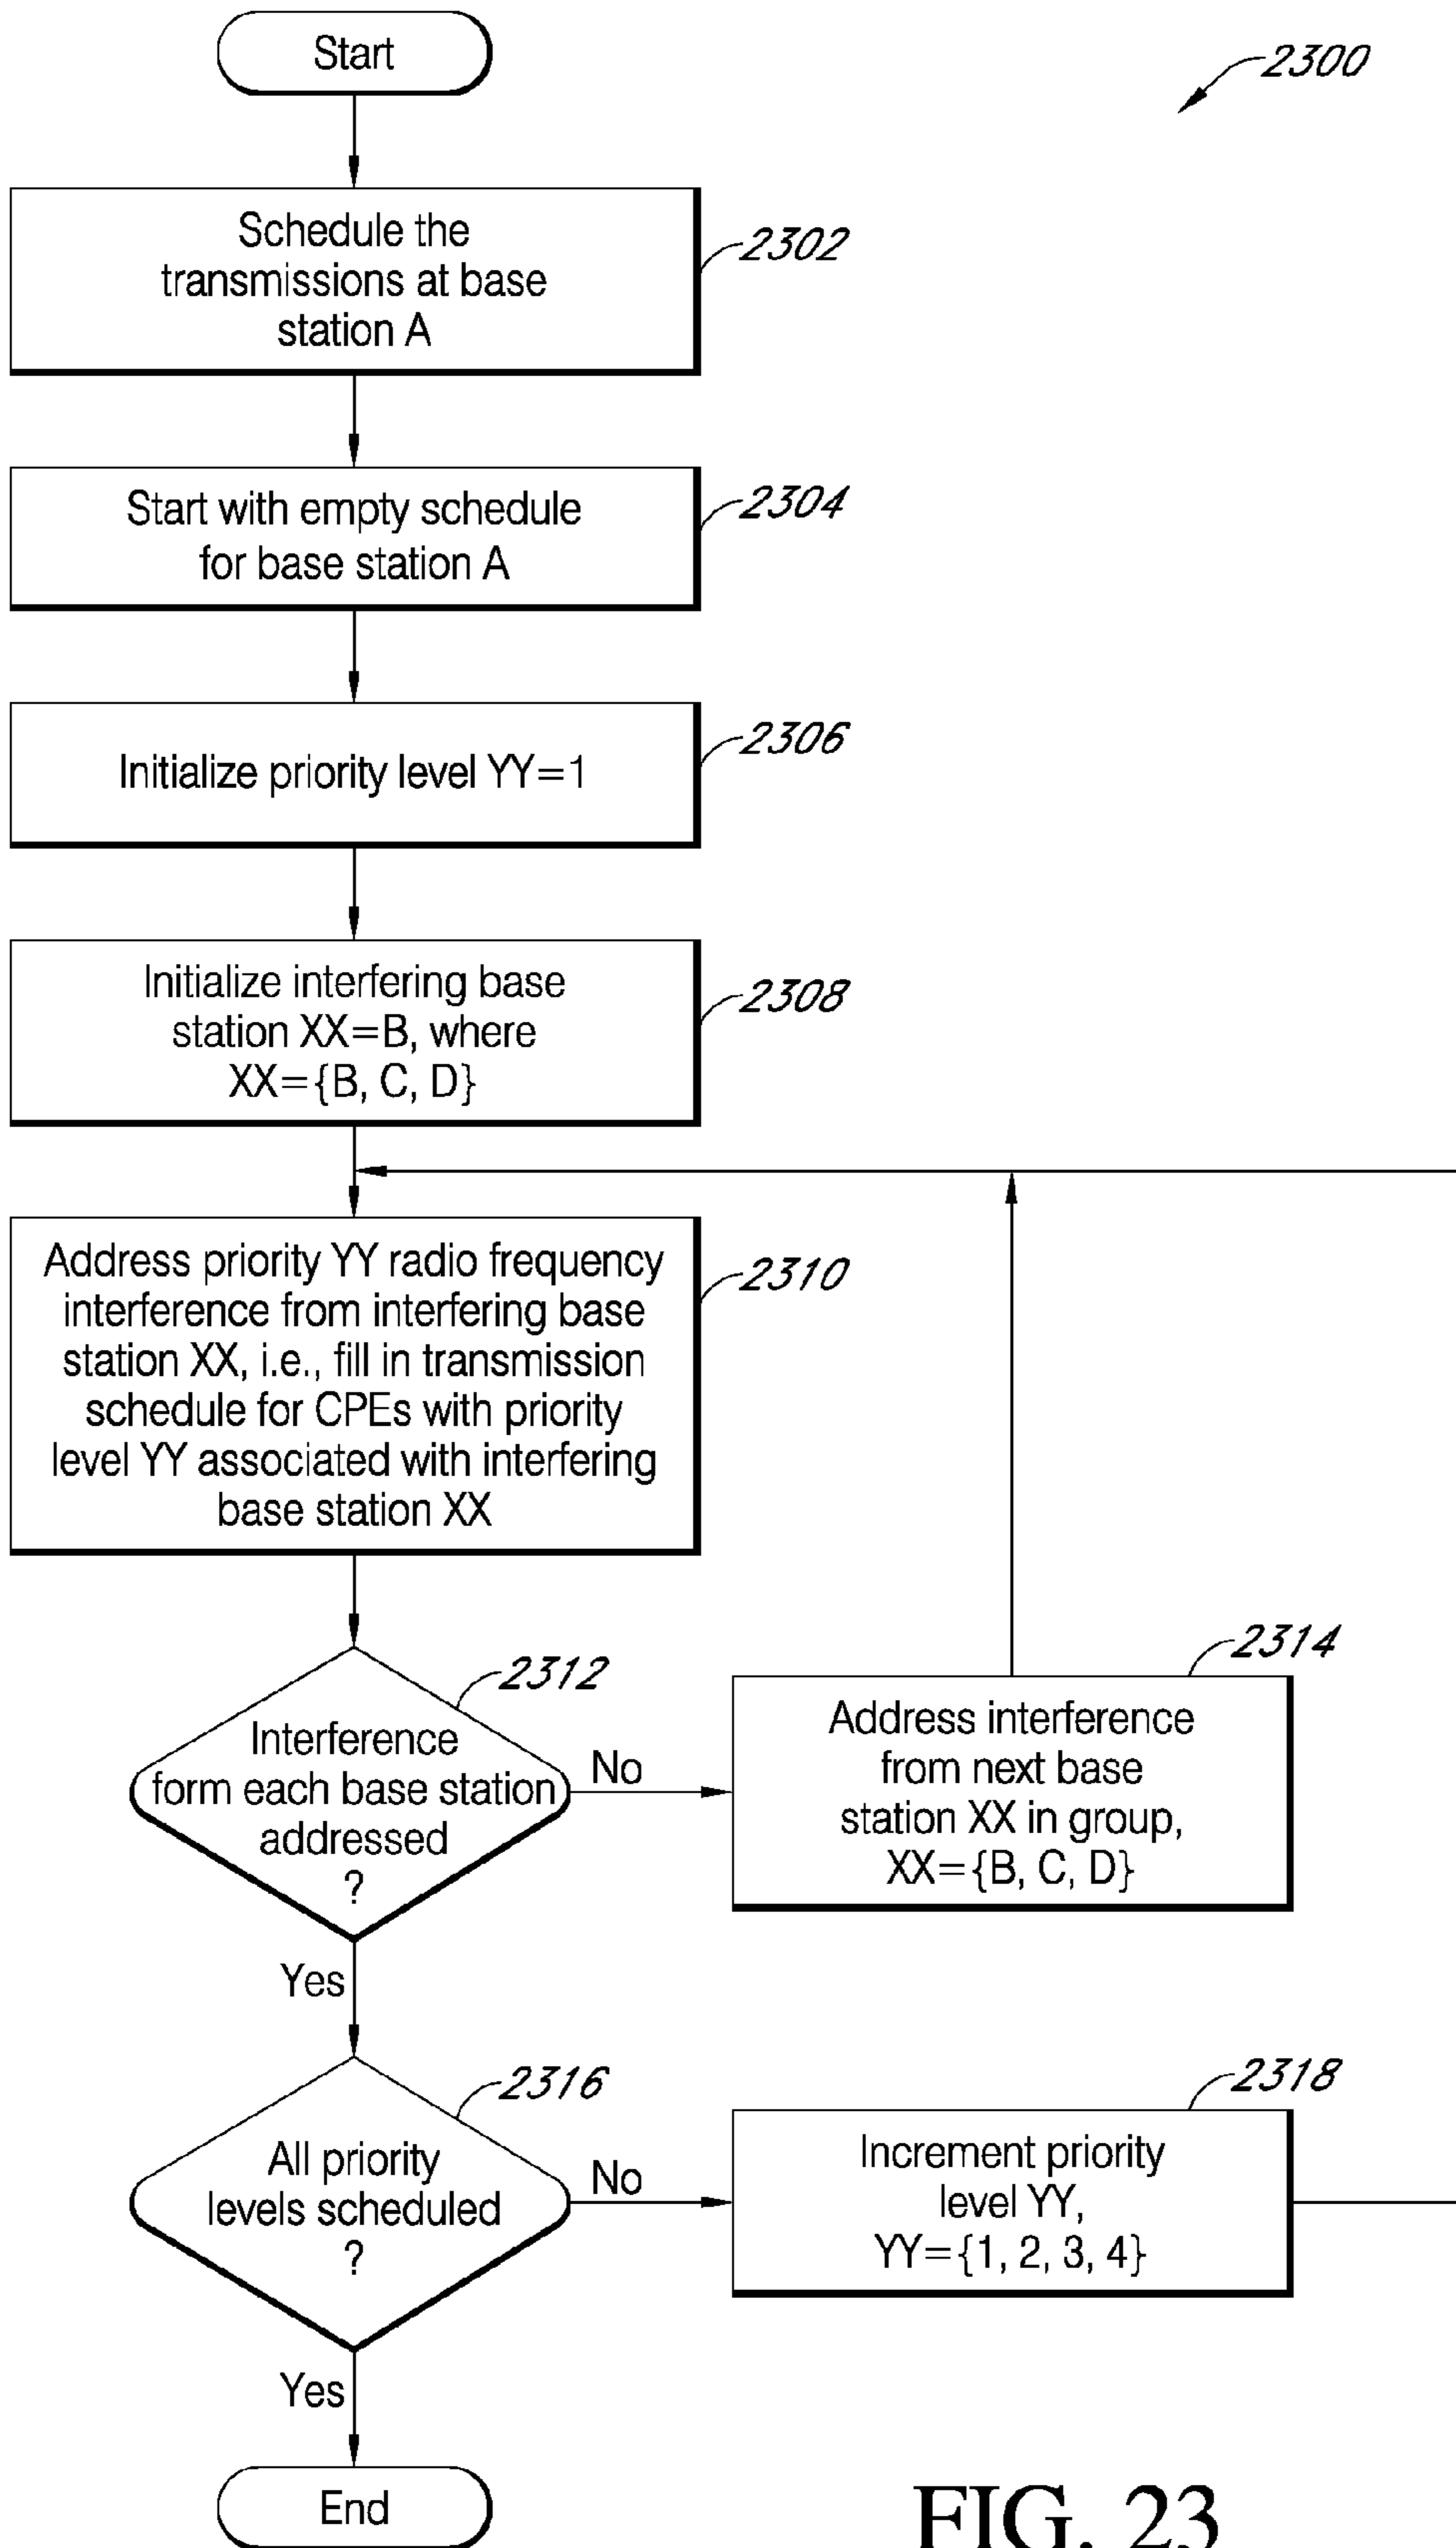 Start
2300
Schedule the
transmissions at base
station A
2302
Start with empty schedule
for base station A
2304
Initialize priority level YY=1
2306
Initialize interfering base
station XX=B, where
XX={B, C, D}
2308
Address priority YY radio frequency
interference from interfering base
station XX, i.e., fill in transmission
schedule for CPEs with priority
level YY associated with interfering
base station XX
2310
Interference
form each base station
addressed
?
2312
No
Address interference
from next base
station XX in group,
XX={B, C, D}
2314
Yes
All priority
levels scheduled
?
2316
No
Increment priority
level YY,
YY={1, 2, 3, 4}
2318
Yes
End
FIG. 23